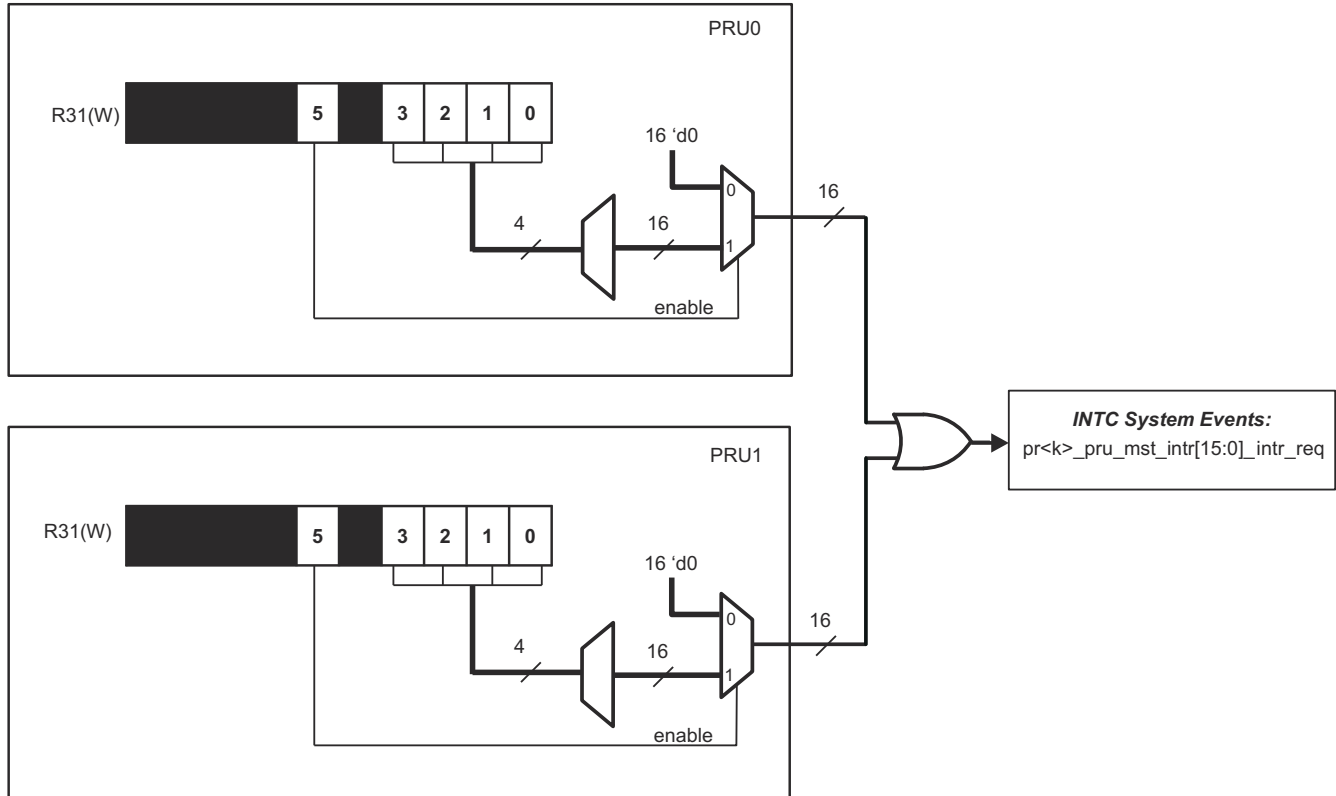 PRU0
R31(W)
5 3 2 1 0
16 ‘d0
0
16
4
16
1
enable
INTC System Events:
pr<k>_pru_mst_intr[15:0]_intr_req
PRU1
R31(W)
5 3 2 1 0
16 ‘d0
0
16
4
16
1
enable